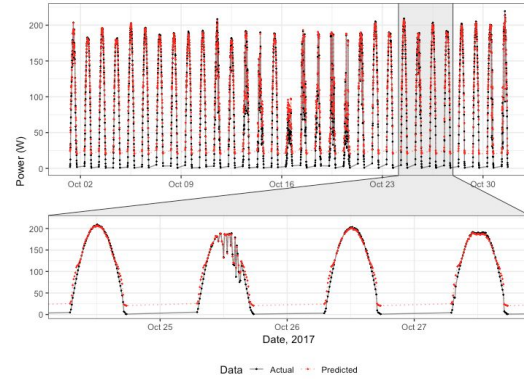 200
150
100
50
0
Power (W)
Oct 02
Oct 09
Oct 16
Oct 23
Oct 30
200
150
100
50
0
Oct 25
Oct 26
Oct 27
Date, 2017
Data Actual Predicted